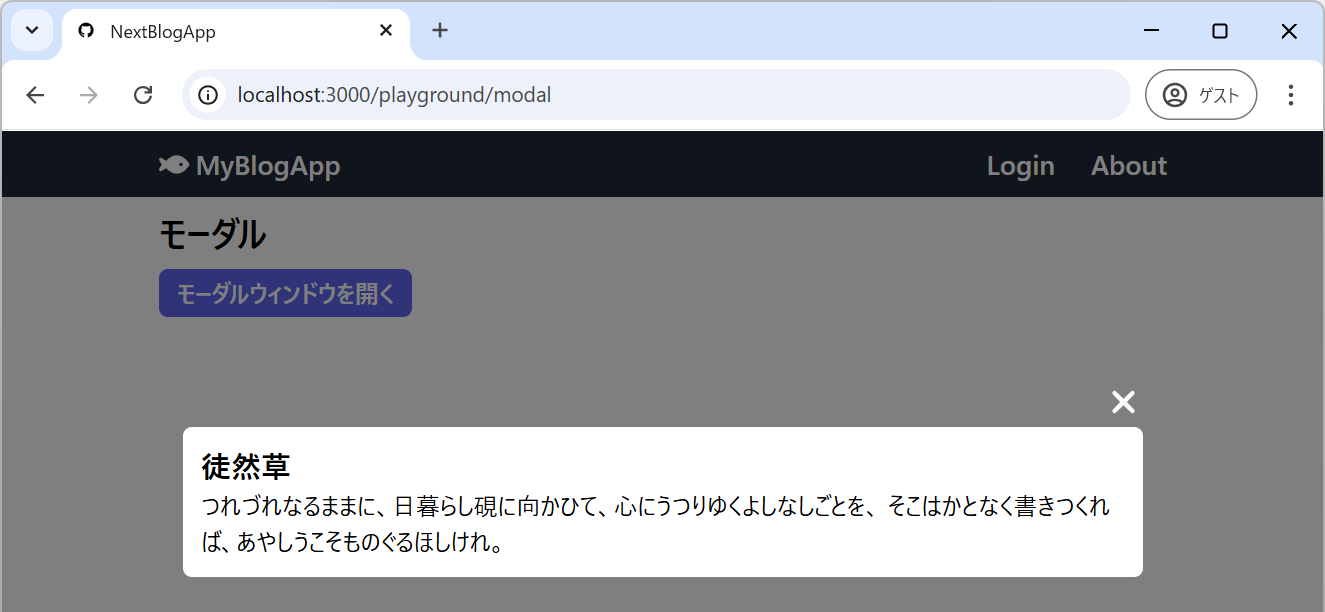 NextBlogApp
localhost:3000/playground/modal
ゲスト
MyBlogApp
Login
About
モーダル
モーダルウィンドウを開く
徒然草
つれづれなるままに、日暮らし硯に向かひて、心にうつりゆくよしなしごとを、 そこはかとなく書きつくれ
ば、あやしうこそものぐるほしけれ。